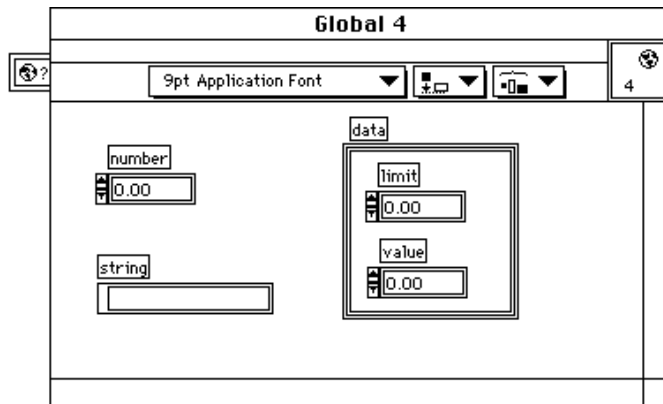 Global 4
?
9pt Application Font
4
data
number
limit
0.00
0.00
value
string
0.00